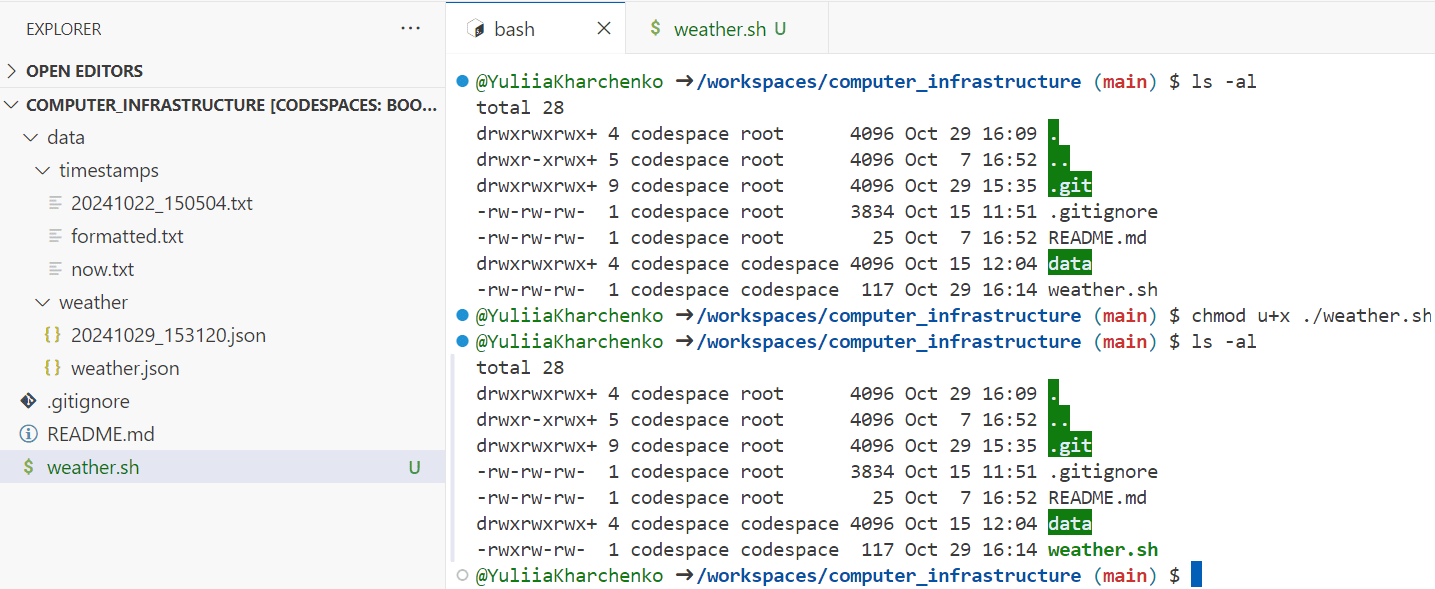 EXPLORER ...
OPEN EDITORS
COMPUTER_INFRASTRUCTURE [CODESPACES: BOO...
data
timestamps
20241022_150504.txt
formatted.txt
now.txt
weather
{} 20241029_153120.json
{} weather.json
.gitignore
README.md
$ weather.sh U
bash
$ weather.sh U
@YuliiaKharchenko ➜/workspaces/computer_infrastructure (main) $ ls -al
total 28
drwxrwxrwx+ 4 codespace root      4096 Oct 29 16:09 .
drwxr-xrwx+ 5 codespace root      4096 Oct  7 16:52 ..
drwxrwxrwx+ 9 codespace root      4096 Oct 29 15:35 .git
-rw-rw-rw-  1 codespace root      3834 Oct 15 11:51 .gitignore
-rw-rw-rw-  1 codespace root        25 Oct  7 16:52 README.md
drwxrwxrwx+ 4 codespace codespace 4096 Oct 15 12:04 data
-rw-rw-rw-  1 codespace codespace  117 Oct 29 16:14 weather.sh
@YuliiaKharchenko ➜/workspaces/computer_infrastructure (main) $ chmod u+x ./weather.sh
@YuliiaKharchenko ➜/workspaces/computer_infrastructure (main) $ ls -al
total 28
drwxrwxrwx+ 4 codespace root      4096 Oct 29 16:09 .
drwxr-xrwx+ 5 codespace root      4096 Oct  7 16:52 ..
drwxrwxrwx+ 9 codespace root      4096 Oct 29 15:35 .git
-rw-rw-rw-  1 codespace root      3834 Oct 15 11:51 .gitignore
-rw-rw-rw-  1 codespace root        25 Oct  7 16:52 README.md
drwxrwxrwx+ 4 codespace codespace 4096 Oct 15 12:04 data
-rwxrw-rw-  1 codespace codespace  117 Oct 29 16:14 weather.sh
@YuliiaKharchenko ➜/workspaces/computer_infrastructure (main) $